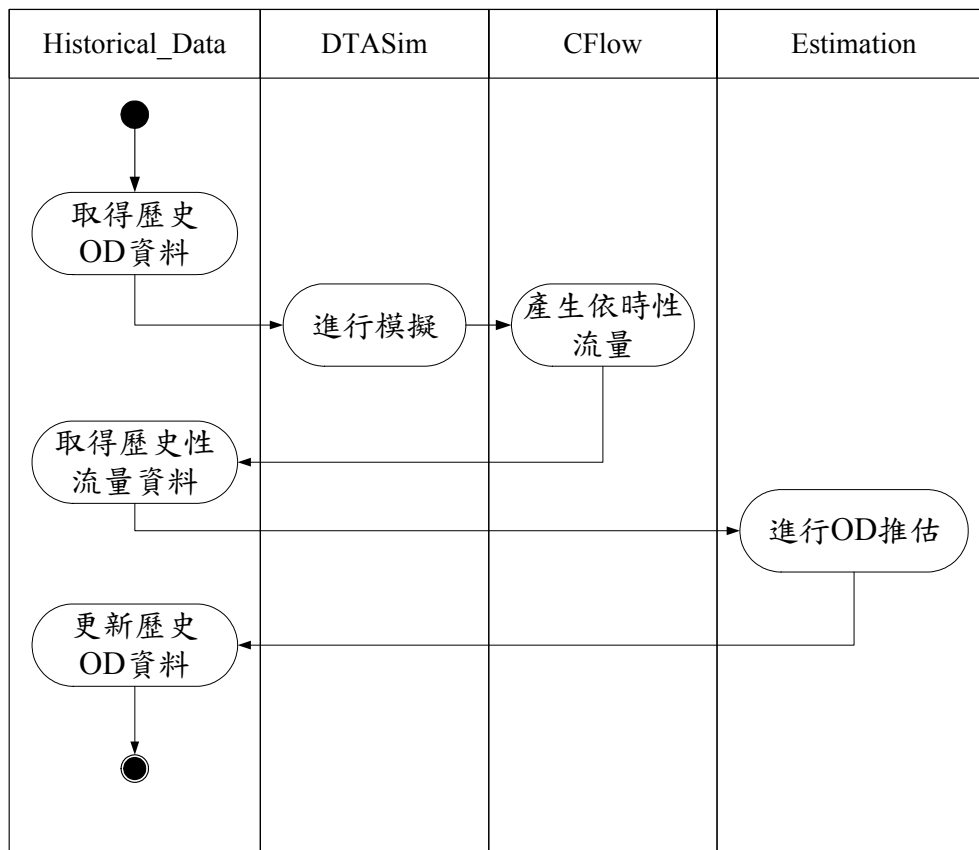 Historical_Data
DTASim
CFlow
Estimation
取得歷史
OD資料
進行模擬
產生依時性
流量
取得歷史性
流量資料
進行OD推估
更新歷史
OD資料